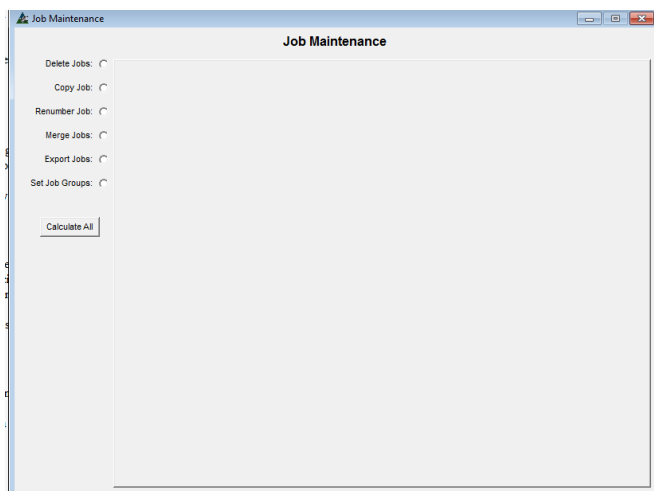 Job Maintenance
Job Maintenance
Delete Jobs:
Copy Job:
Renumber Job:
Merge Jobs:
Export Jobs:
Set Job Groups:
Calculate All